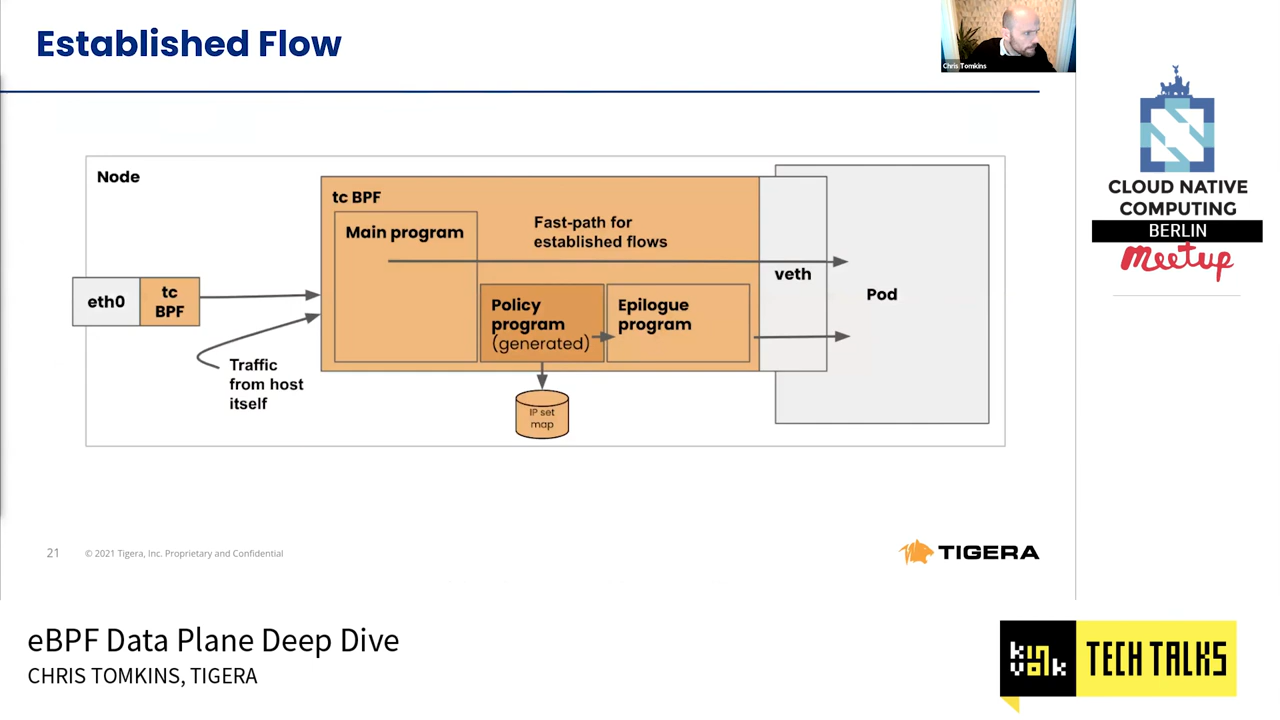 Established Flow
Chris Tomkins
Node
tc BPF
Main program
Fast-path for
established flows
eth0
tc
BPF
veth
Pod
Policy
program
(generated)
Epilogue
program
Traffic
from host
itself
IP set
map
21
© 2021 Tigera, Inc. Proprietary and Confidential
TIGERA
CLOUD NATIVE
COMPUTING
BERLIN
meetup
eBPF Data Plane Deep Dive
CHRIS TOMKINS, TIGERA
kinvolk
TECH TALKS